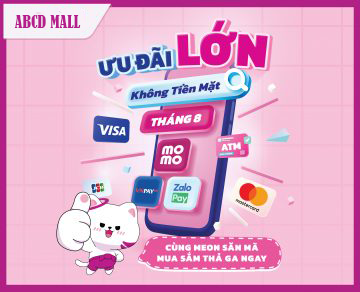 ABCD MALL
ƯU ĐÃI LỚN
Không Tiền Mặt
THÁNG 8
VISA
mo
mo
ATM
JCB
VNPAY
Zalo
Pay
mastercard
CÙNG MEON SĂN MÃ
MUA SẮM THẢ GA NGAY